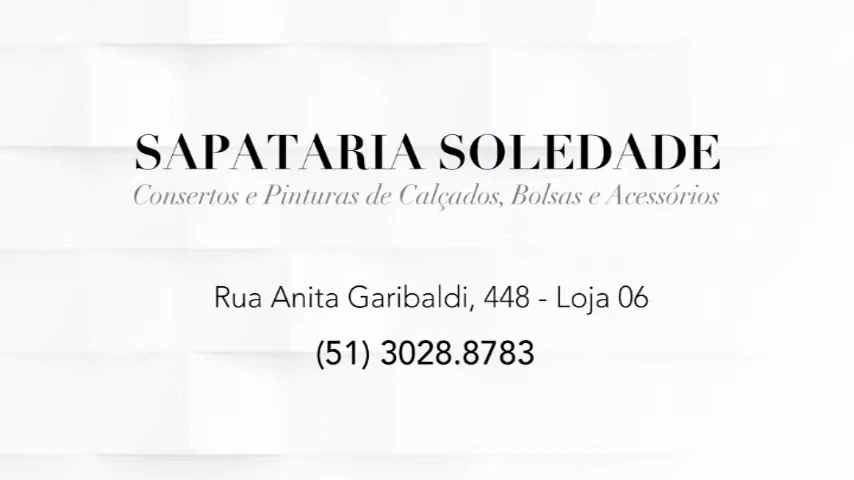 SAPATARIA SOLEDADE
Consertos e Pinturas de Calçados, Bolsas e Acessórios
Rua Anita Garibaldi, 448 - Loja 06
(51) 3028.8783